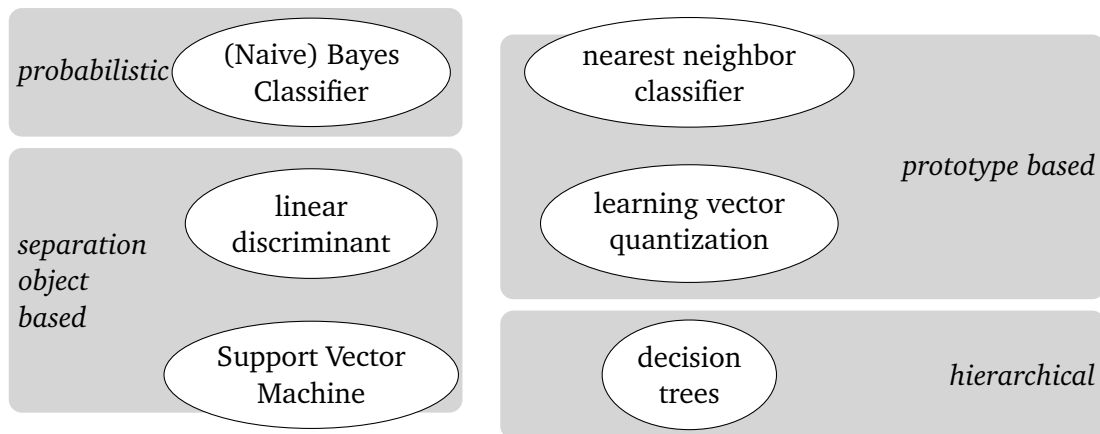 probabilistic
(Naive) Bayes
Classifier
separation
object
based
linear
discriminant
Support Vector
Machine
nearest neighbor
classifier
learning vector
quantization
prototype based
decision
trees
hierarchical